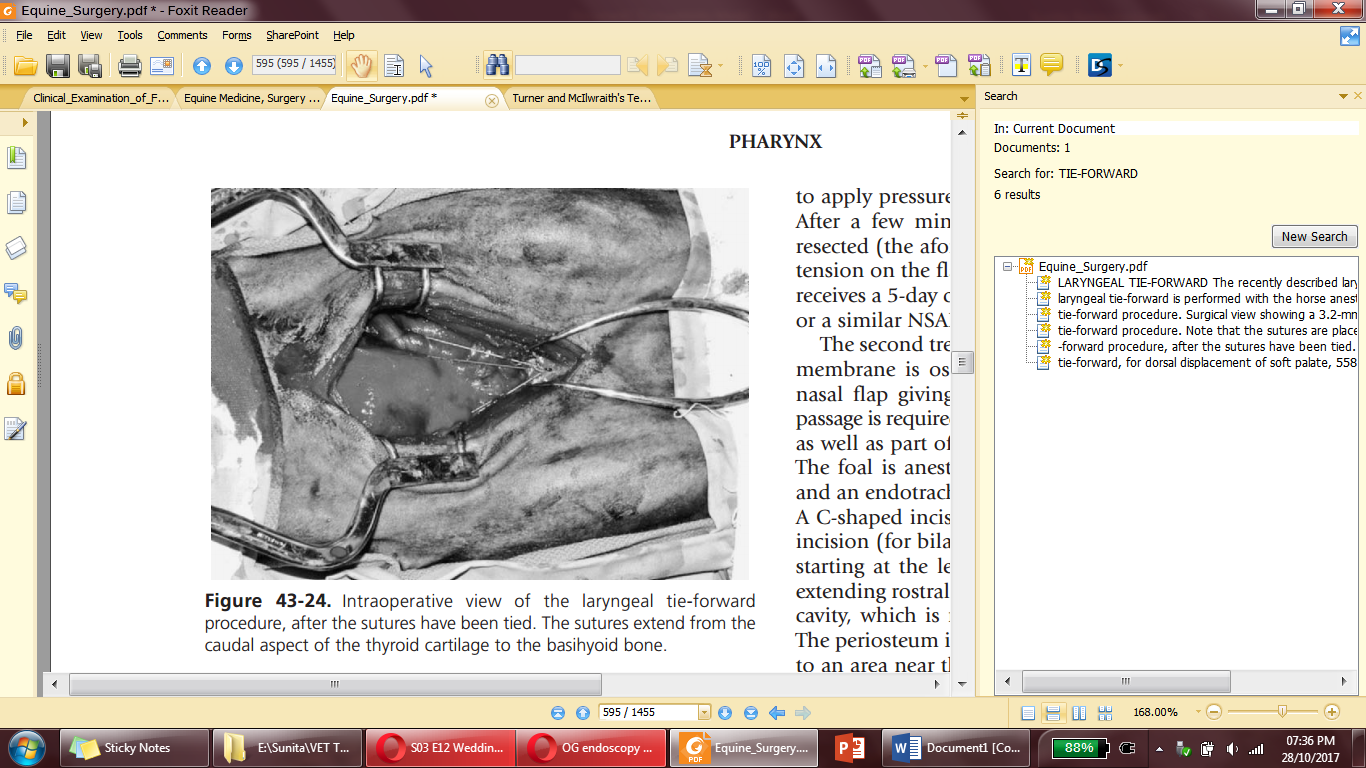 Equine_Surgery.pdf * - Foxit Reader
File Edit View Tools Comments Forms SharePoint Help
595 (595 / 1455)
Clinical_Examination_of_F... Equine Medicine, Surgery ... Equine_Surgery.pdf * Turner and McIlwraith's Te...
PHARYNX
to apply pressure
After a few min
resected (the afo
tension on the fl
receives a 5-day c
or a similar NSA
The second tre
membrane is os
nasal flap giving
passage is require
as well as part of
The foal is anest
and an endotrach
A C-shaped incis
incision (for bila
starting at the le
extending rostral
cavity, which is
The periosteum i
to an area near th
Figure 43-24. Intraoperative view of the laryngeal tie-forward
procedure, after the sutures have been tied. The sutures extend from the
caudal aspect of the thyroid cartilage to the basihyoid bone.
Search
In: Current Document
Documents: 1
Search for: TIE-FORWARD
6 results
New Search
Equine_Surgery.pdf
LARYNGEAL TIE-FORWARD The recently described lary
laryngeal tie-forward is performed with the horse anest
tie-forward procedure. Surgical view showing a 3.2-mn
tie-forward procedure. Note that the sutures are place
-forward procedure, after the sutures have been tied.
tie-forward, for dorsal displacement of soft palate, 558
595 / 1455
168.00%
Sticky Notes
E:\Sunita\VET T...
S03 E12 Weddin...
OG endoscopy ...
Equine_Surgery....
Document1 [Co...
88%
07:36 PM
28/10/2017